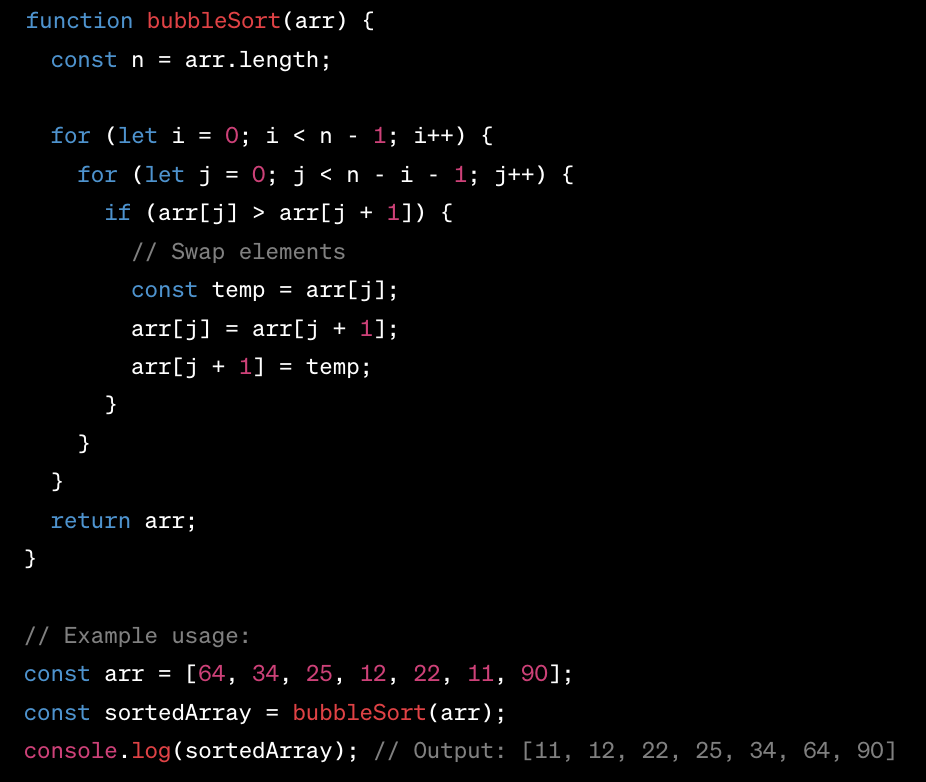 function bubbleSort(arr) {
  const n = arr.length;

  for (let i = 0; i < n - 1; i++) {
    for (let j = 0; j < n - i - 1; j++) {
      if (arr[j] > arr[j + 1]) {
        // Swap elements
        const temp = arr[j];
        arr[j] = arr[j + 1];
        arr[j + 1] = temp;
      }
    }
  }
  return arr;
}

// Example usage:
const arr = [64, 34, 25, 12, 22, 11, 90];
const sortedArray = bubbleSort(arr);
console.log(sortedArray); // Output: [11, 12, 22, 25, 34, 64, 90]